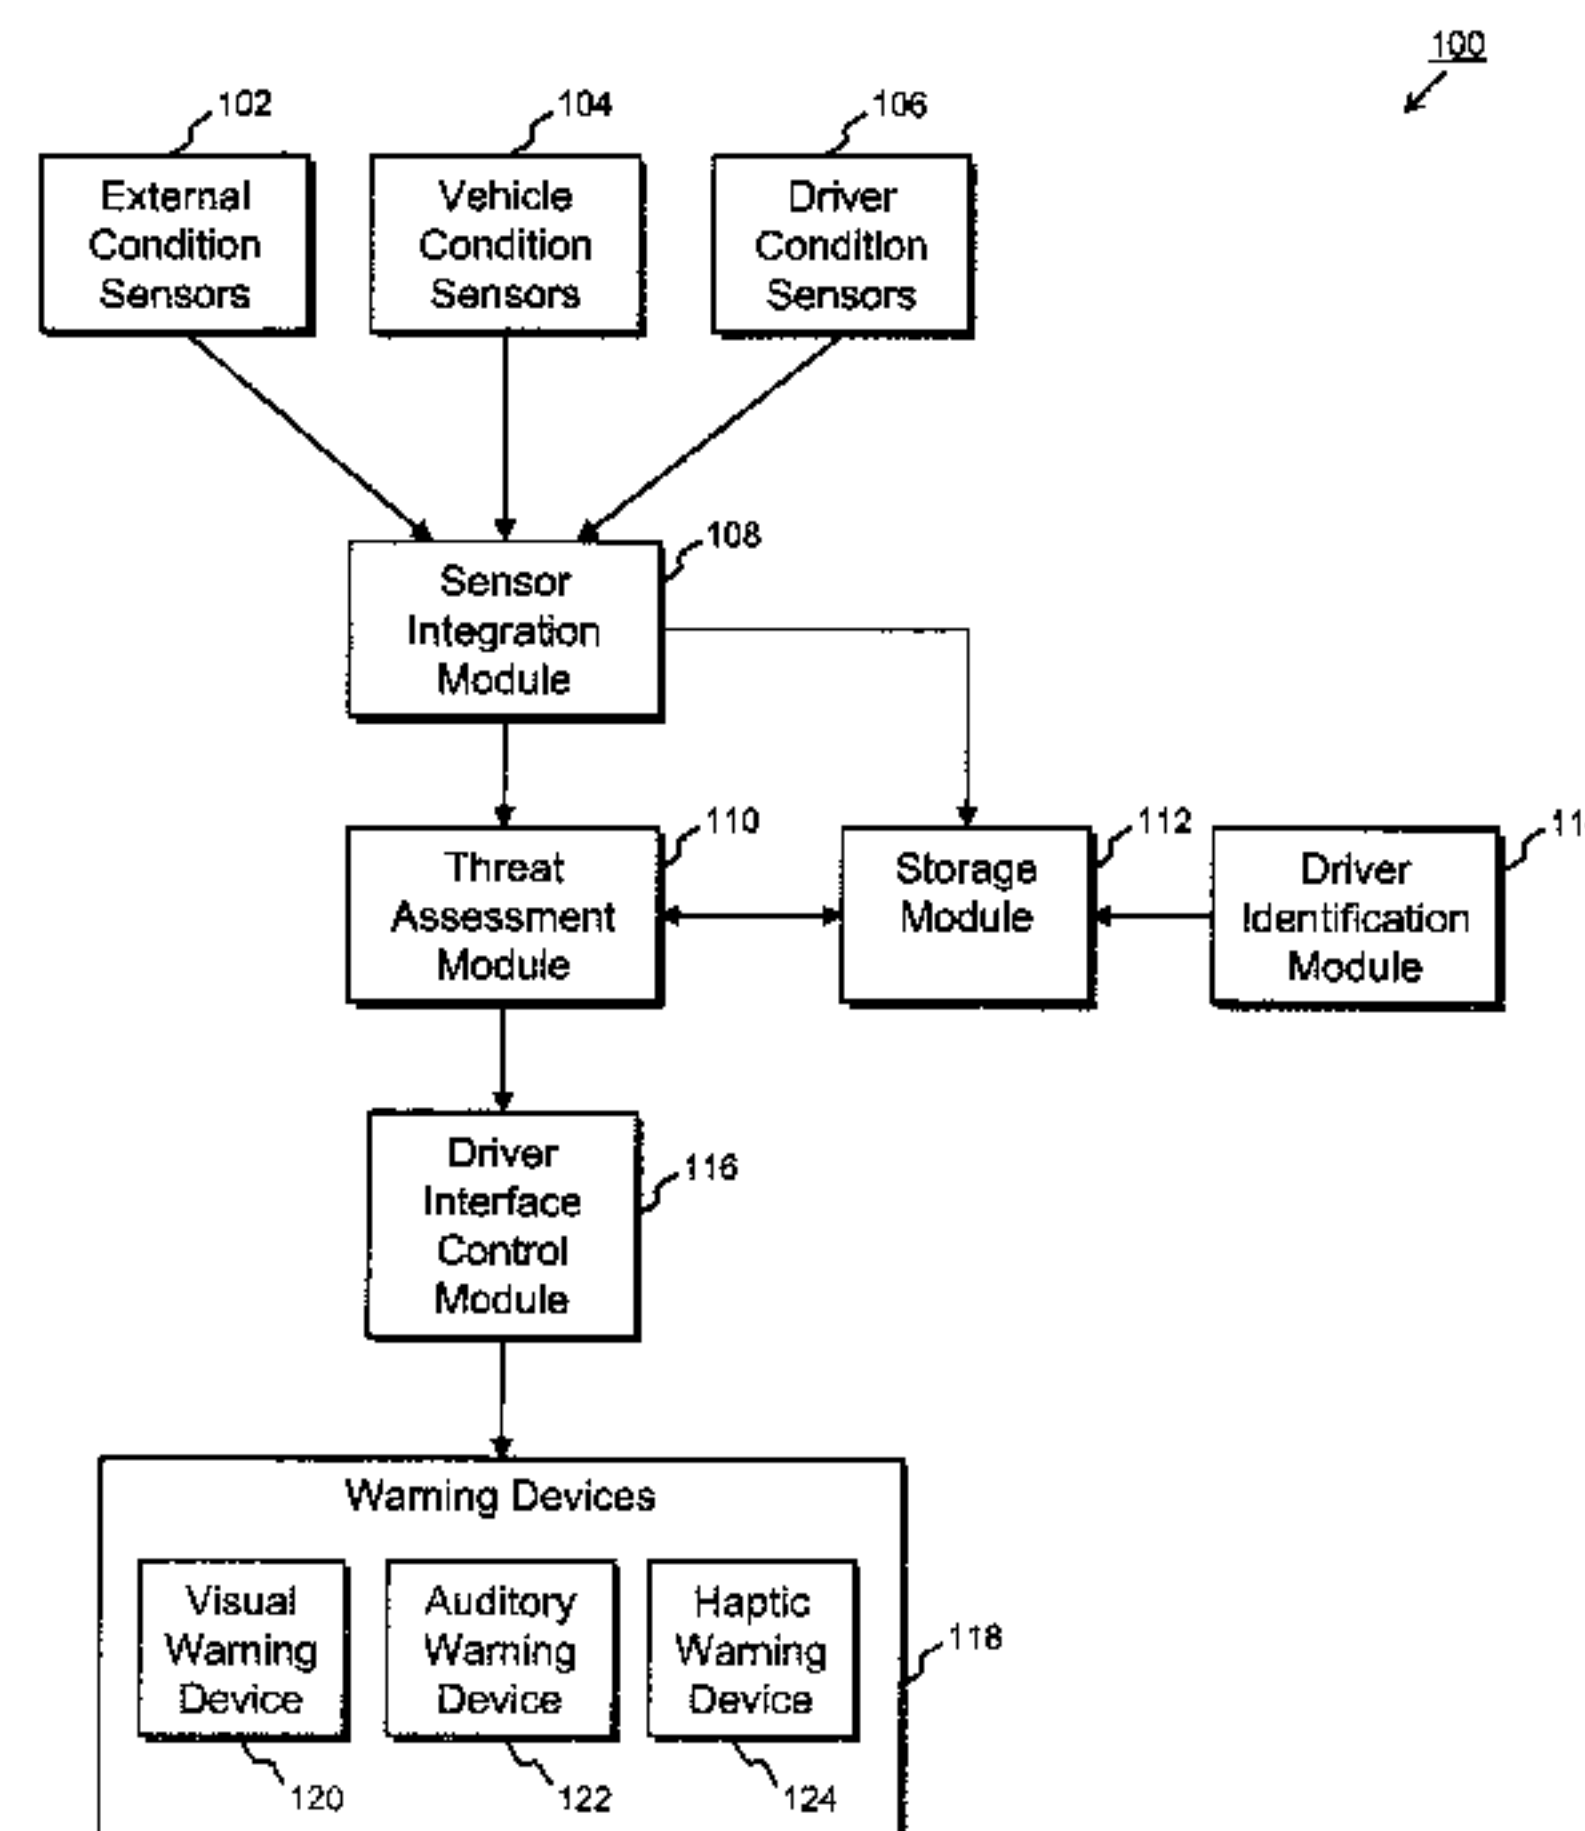 100
102
104
106
External
Condition
Sensors
Vehicle
Condition
Sensors
Driver
Condition
Sensors
108
Sensor
Integration
Module
110
112
Threat
Assessment
Module
Storage
Module
Driver
Identification
Module
116
Driver
Interface
Control
Module
Warning Devices
Visual
Warning
Device
Auditory
Warning
Device
Haptic
Warning
Device
118
120
122
124